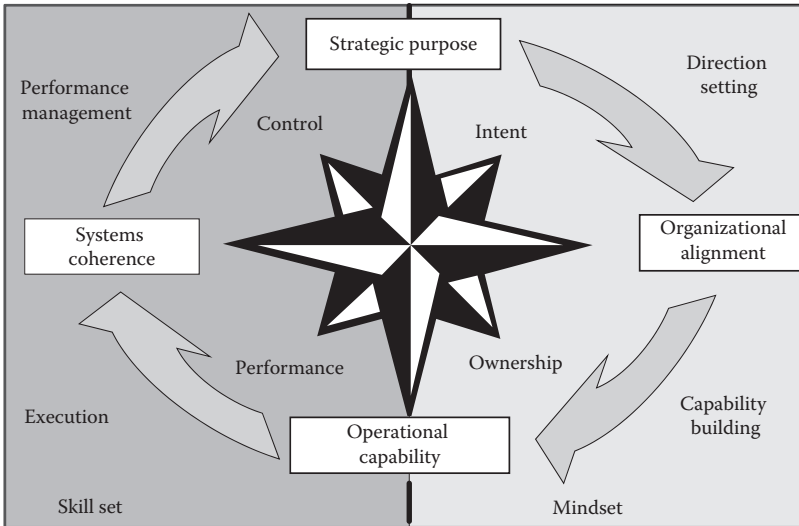 Strategic purpose
Performance
management
Direction
setting
Control
Intent
Systems
coherence
Organizational
alignment
Performance
Ownership
Execution
Capability
building
Operational
capability
Skill set
Mindset